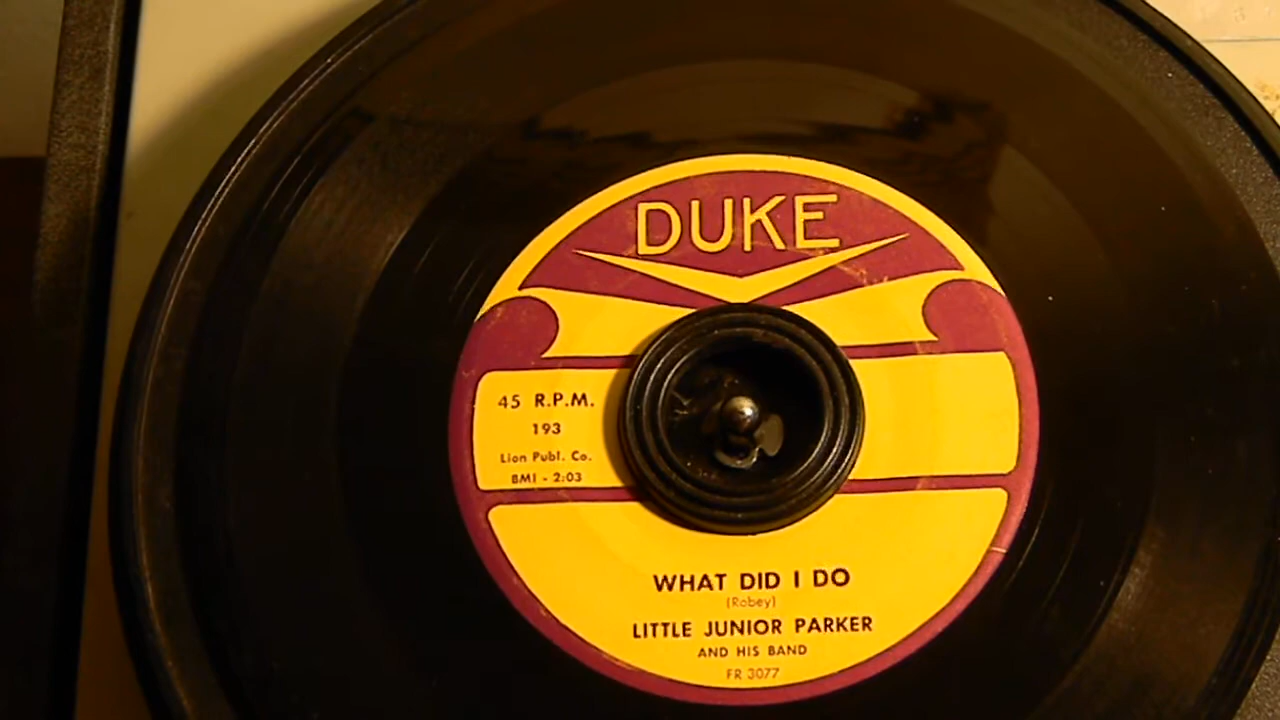 DUKE
45 R.P.M.
193
Lion Publ. Co.
BMI - 2:03
WHAT DID I DO
(Robey)
LITTLE JUNIOR PARKER
AND HIS BAND
FR 3077